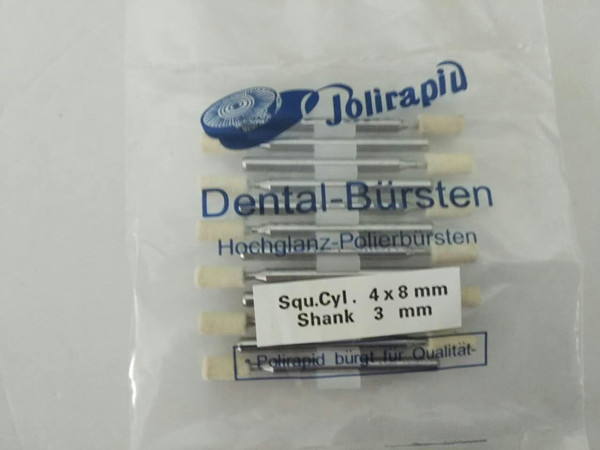 Polirapid
Dental-Bürsten
Hochglanz-Polierbürsten
Squ.Cyl. 4 x 8 mm
Shank 3 mm
- Polirapid bürgt für Qualität-